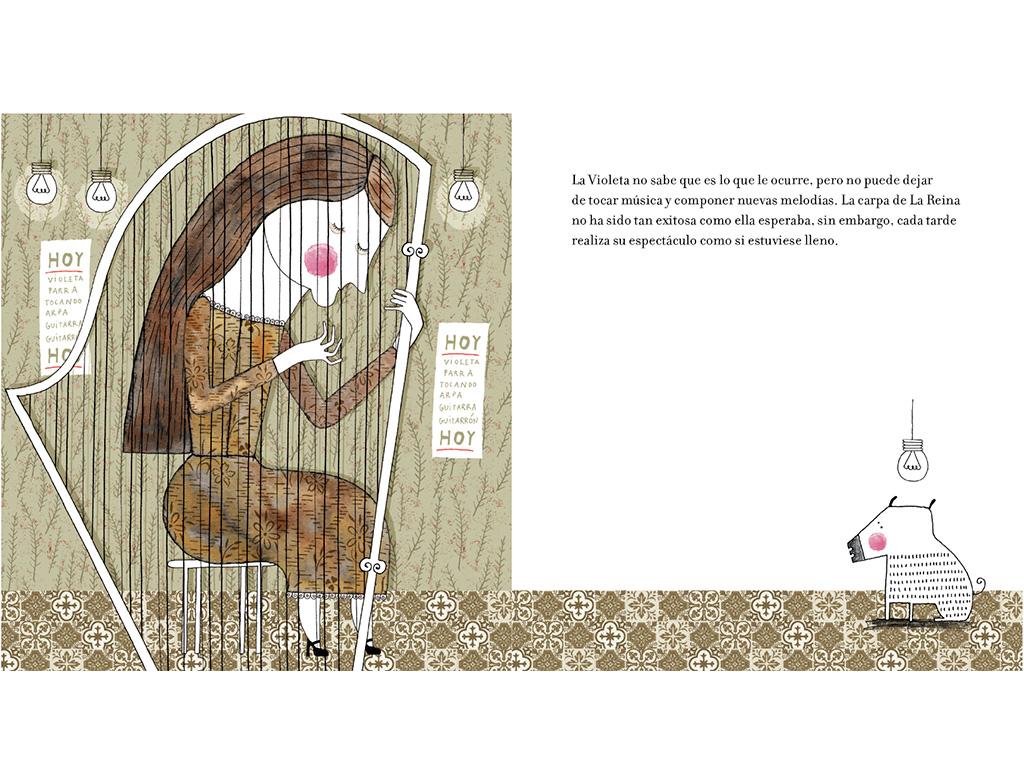 HOY
VIOLETA
PARRA
TOCANDO
ARPA
GUITARRA
GUITARRÓN
HOY
HOY
VIOLETA
PARRA
TOCANDO
ARPA
GUITARRA
GUITARRÓN
HOY
La Violeta no sabe que es lo que le ocurre, pero no puede dejar
de tocar música y componer nuevas melodías. La carpa de La Reina
no ha sido tan exitosa como ella esperaba, sin embargo, cada tarde
realiza su espectáculo como si estuviese lleno.